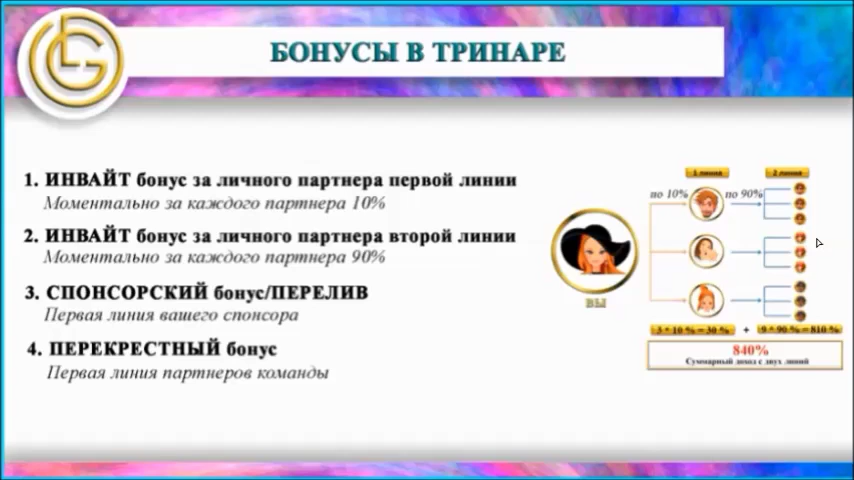 LG
БОНУСЫ В ТРИНАРЕ
1. ИНВАЙТ бонус за личного партнера первой линии
Моментально за каждого партнера 10%
2. ИНВАЙТ бонус за личного партнера второй линии
Моментально за каждого партнера 90%
3. СПОНСОРСКИЙ бонус/ПЕРЕЛИВ
Первая линия вашего спонсора
4. ПЕРЕКРЕСТНЫЙ бонус
Первая линия партнеров команды
1 линия
2 линия
по 10%
по 90%
ВЫ
3 * 10 % = 30 % + 9 * 90 % = 810 %
840%
Суммарный доход с двух линий